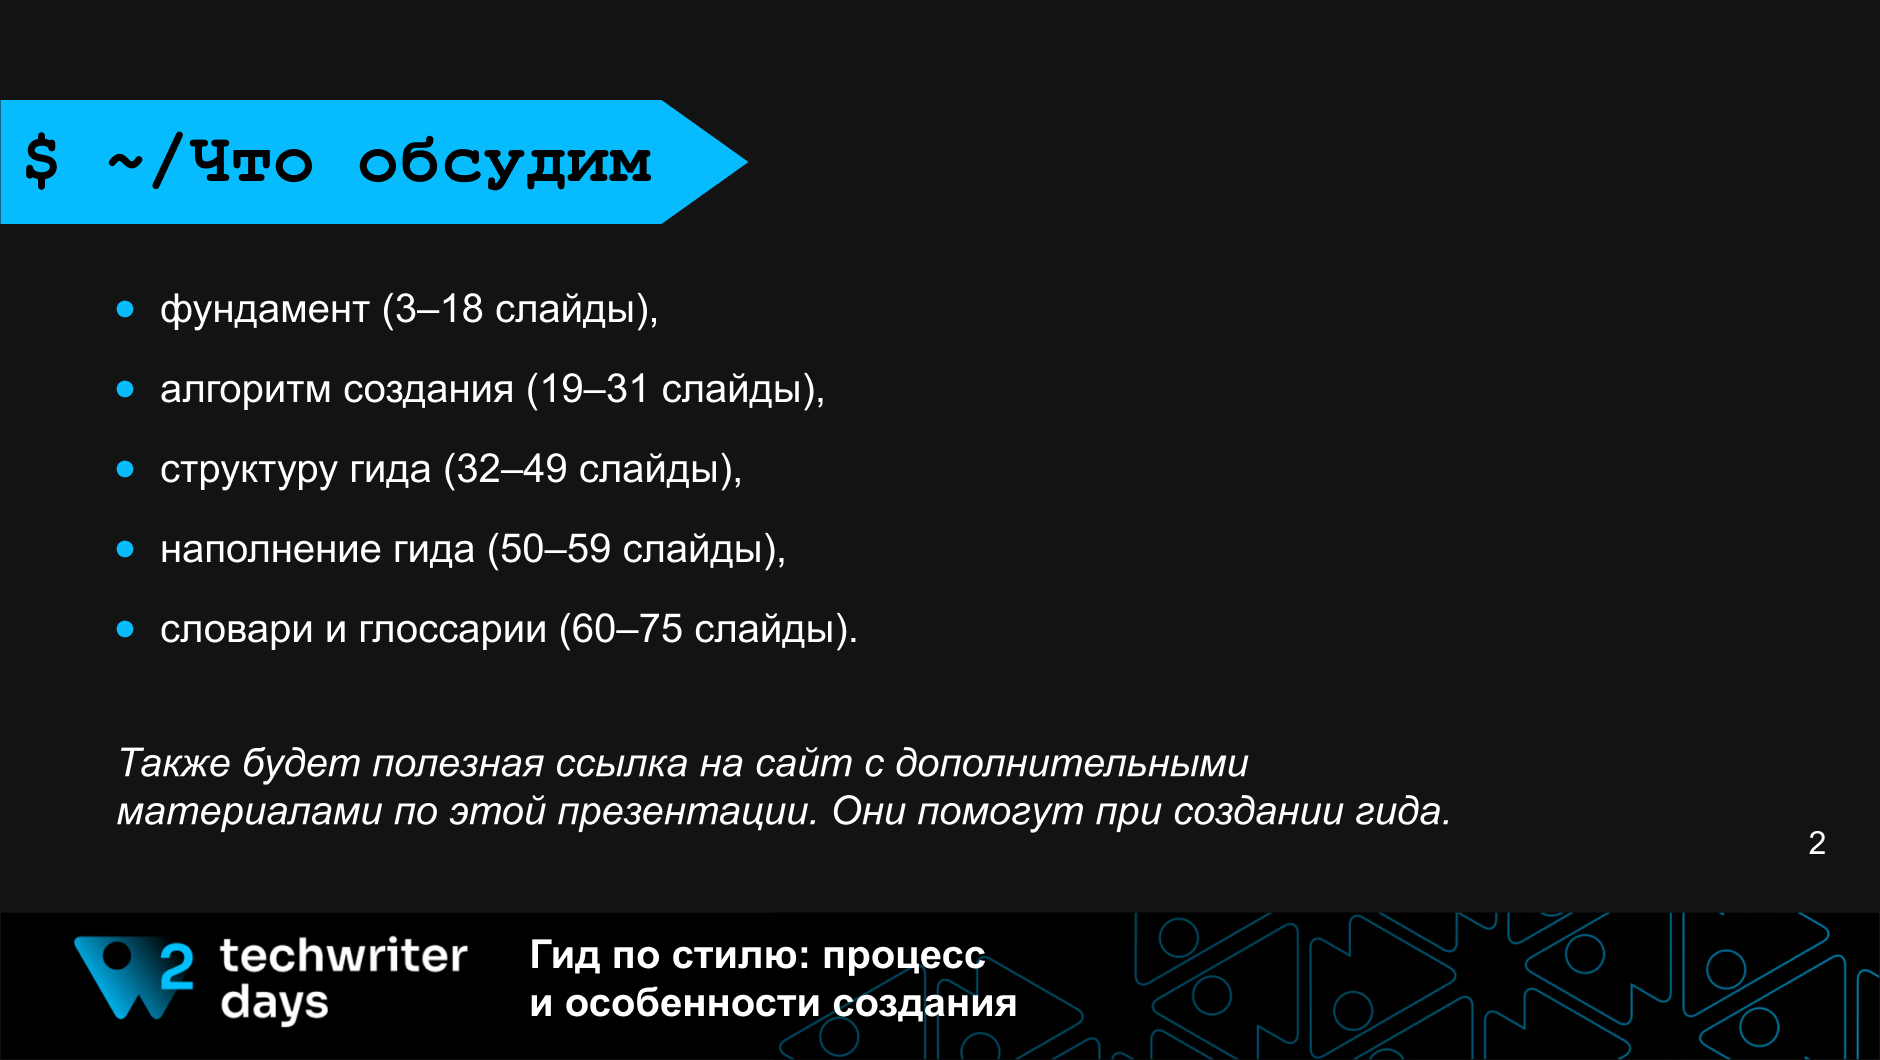 $ ~/Что обсудим
• фундамент (3–18 слайды),
• алгоритм создания (19–31 слайды),
• структуру гида (32–49 слайды),
• наполнение гида (50–59 слайды),
• словари и глоссарии (60–75 слайды).
Также будет полезная ссылка на сайт с дополнительными
материалами по этой презентации. Они помогут при создании гида.
2
2 techwriter
days
Гид по стилю: процесс
и особенности создания